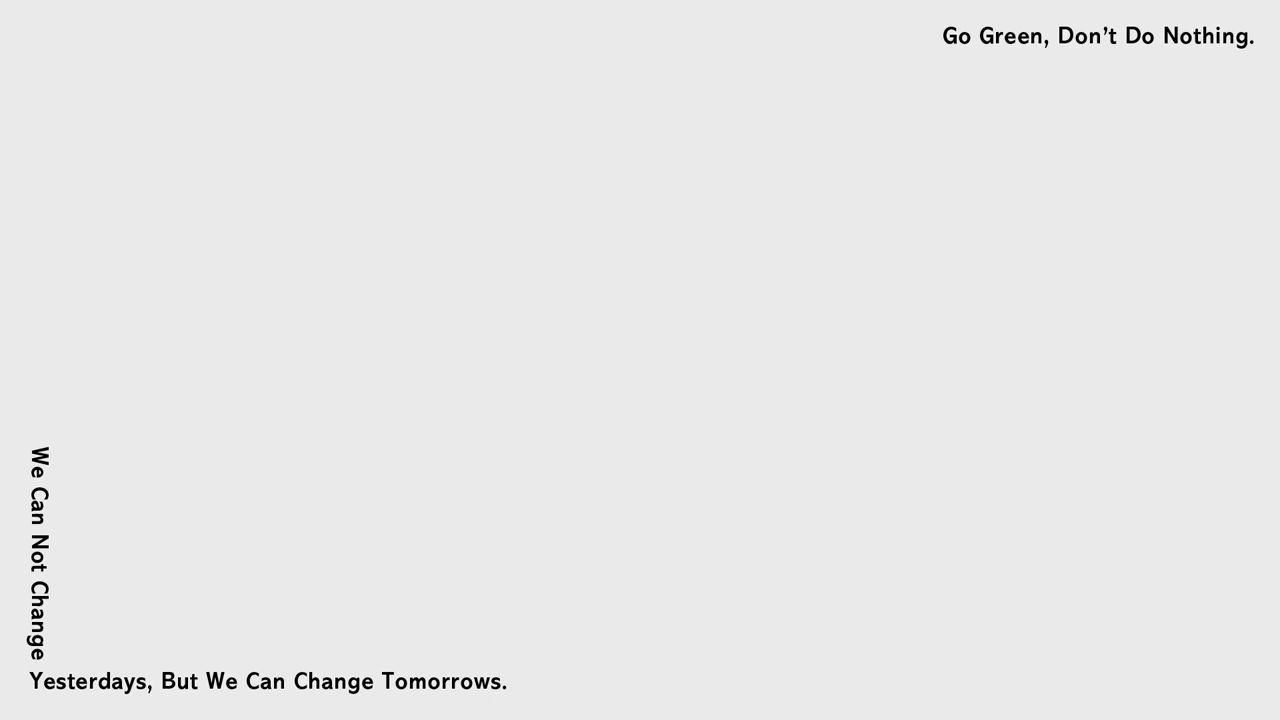 Go Green, Don’t Do Nothing.
We Can Not Change
Yesterdays, But We Can Change Tomorrows.